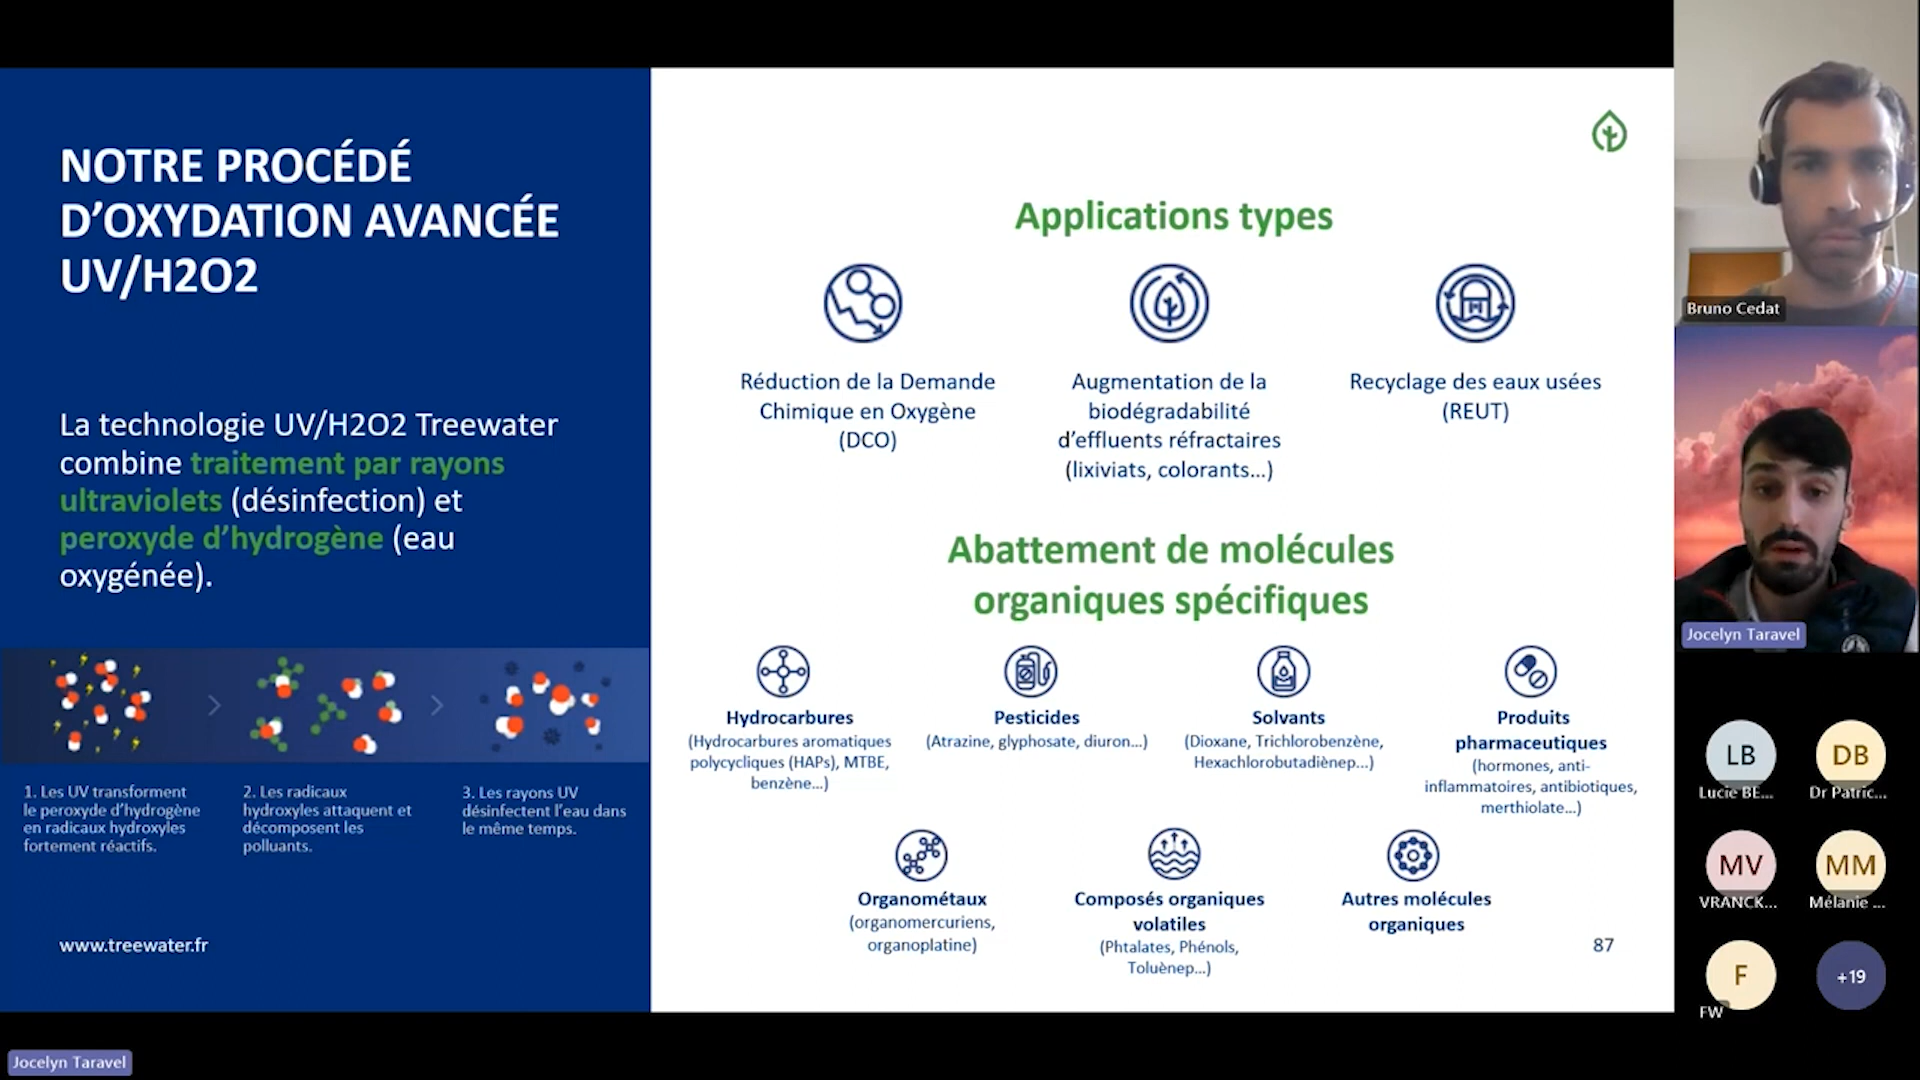 NOTRE PROCÉDÉ
D'OXYDATION AVANCÉE
UV/H2O2
La technologie UV/H2O2 Treewater
combine traitement par rayons
ultraviolets (désinfection) et
peroxyde d'hydrogène (eau
oxygénée).
1. Les UV transforment
le peroxyde d'hydrogène
en radicaux hydroxyles
fortement réactifs.
2. Les radicaux
hydroxyles attaquent et
décomposent les
polluants.
3. Les rayons UV
désinfectent l'eau dans
le même temps.
www.treewater.fr
Applications types
Réduction de la Demande
Chimique en Oxygène
(DCO)
Augmentation de la
biodégradabilité
d'effluents réfractaires
(lixiviats, colorants...)
Recyclage des eaux usées
(REUT)
Abattement de molécules
organiques spécifiques
Hydrocarbures
(Hydrocarbures aromatiques
polycycliques (HAPs), MTBE,
benzène...)
Pesticides
(Atrazine, glyphosate, diuron...)
Solvants
(Dioxane, Trichlorobenzène,
Hexachlorobutadiènep...)
Produits
pharmaceutiques
(hormones, anti-
inflammatoires, antibiotiques,
merthiolate...)
Organométaux
(organomercuriens,
organoplatine)
Composés organiques
volatiles
(Phtalates, Phénols,
Toluènep...)
Autres molécules
organiques
87
Bruno Cedat
Jocelyn Taravel
LB
Lucie BE...
DB
Dr Patric...
MV
VRANCK...
MM
Mélanie ...
F
FW
+19
Jocelyn Taravel